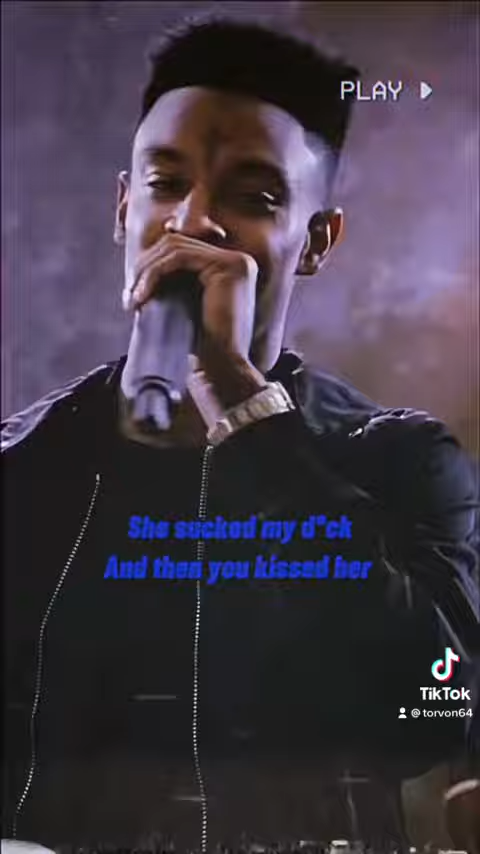 PLAY
She sucked my d*ck
And then you kissed her
TikTok
@torvon64